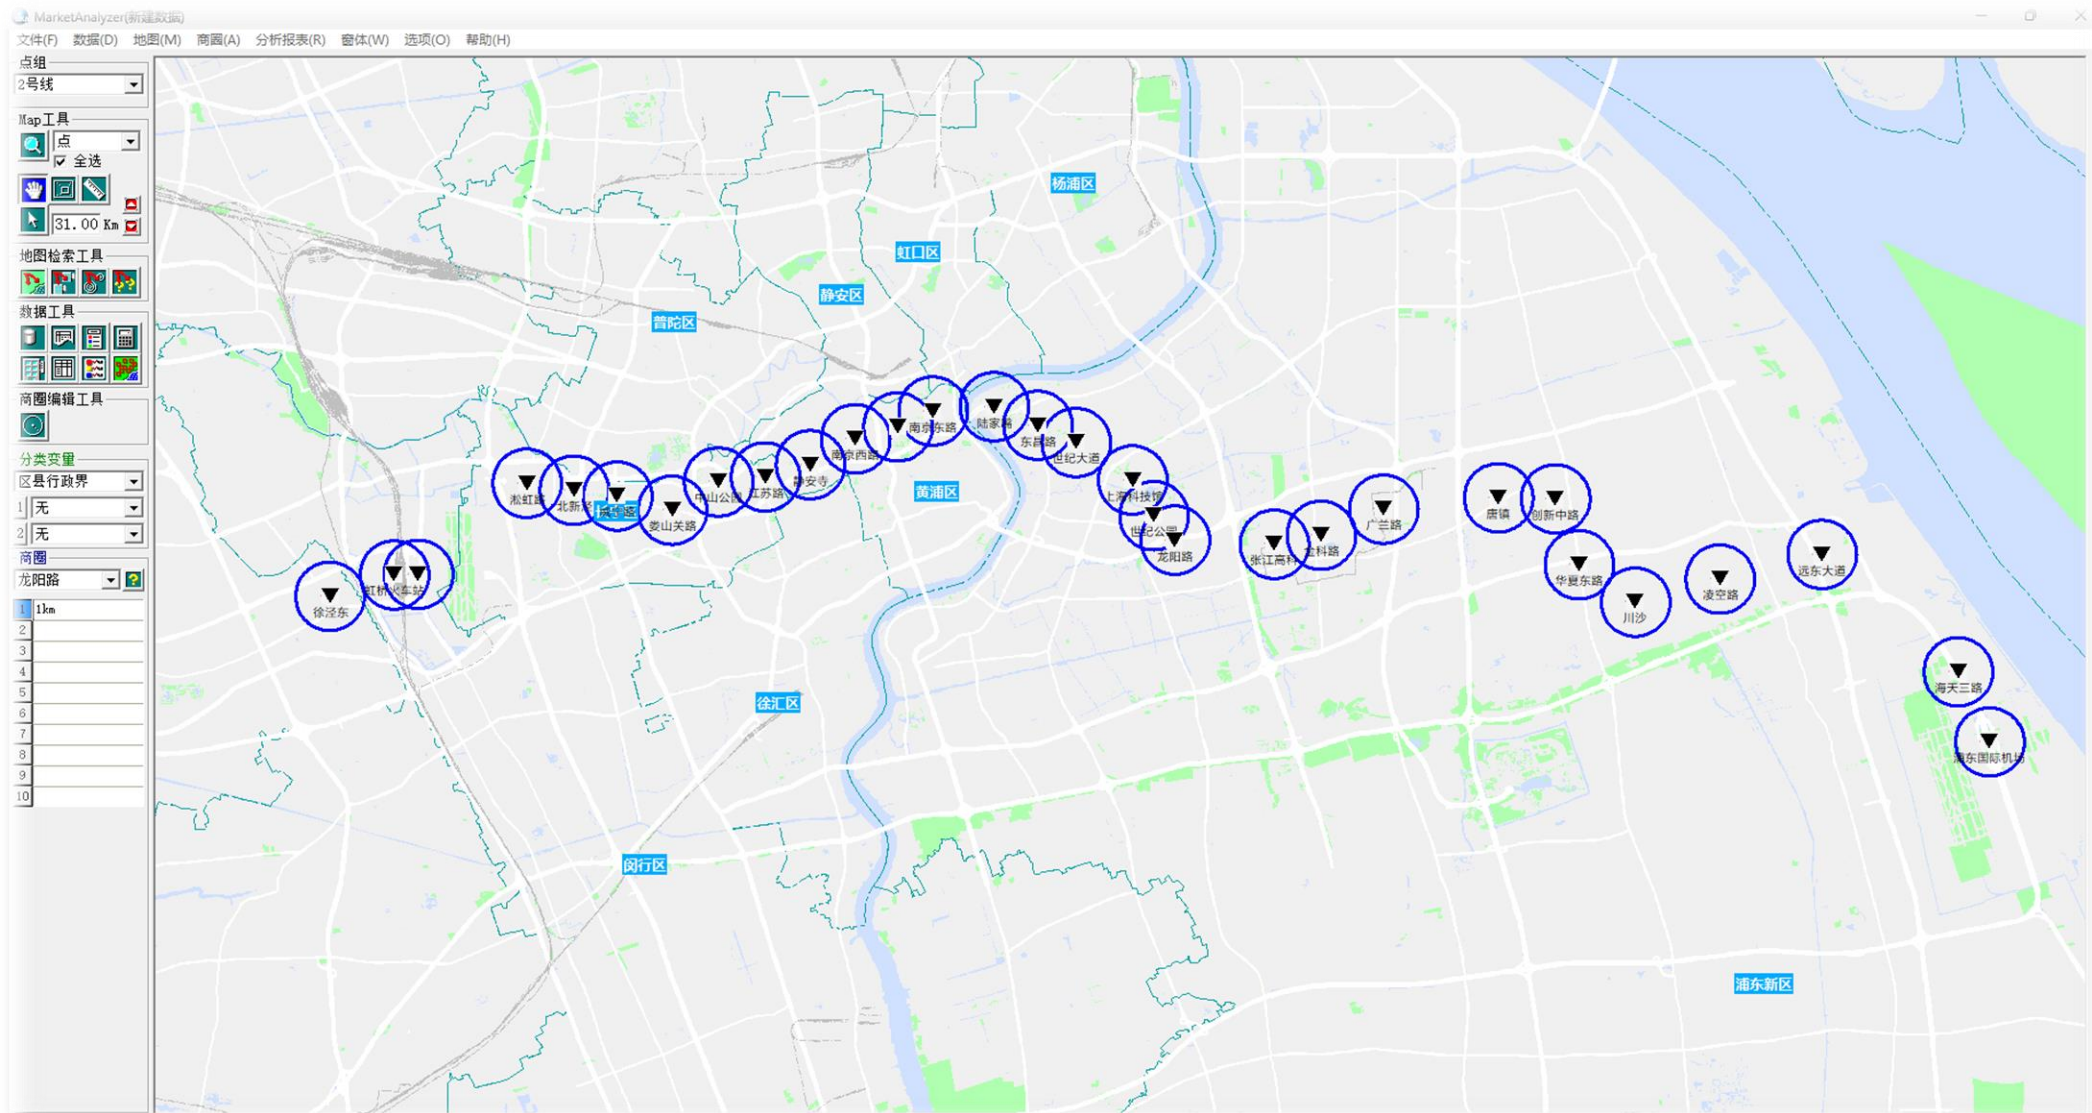 MarketAnalyzer(新建数据)
文件(F) 数据(D) 地图(M) 商圈(A) 分析报表(R) 窗体(W) 选项(O) 帮助(H)
点组
2号线
Map工具
点
全选
31.00 Km
地图检索工具
数据工具
商圈编辑工具
分类变量
区县行政界
1 无
2 无
商圈
龙阳路
1 1km
2
3
4
5
6
7
8
9
10
杨浦区
虹口区
静安区
普陀区
南京东路
陆家嘴
东昌路
南京西路
世纪大道
静安寺
江苏路
中山公园
淞虹路
北新泾
威宁路
娄山关路
黄浦区
上海科技馆
世纪公园
龙阳路
张江高科
金科路
广兰路
唐镇
创新中路
华夏东路
川沙
凌空路
远东大道
虹桥火车站
徐泾东
海天三路
浦东国际机场
徐汇区
闵行区
浦东新区